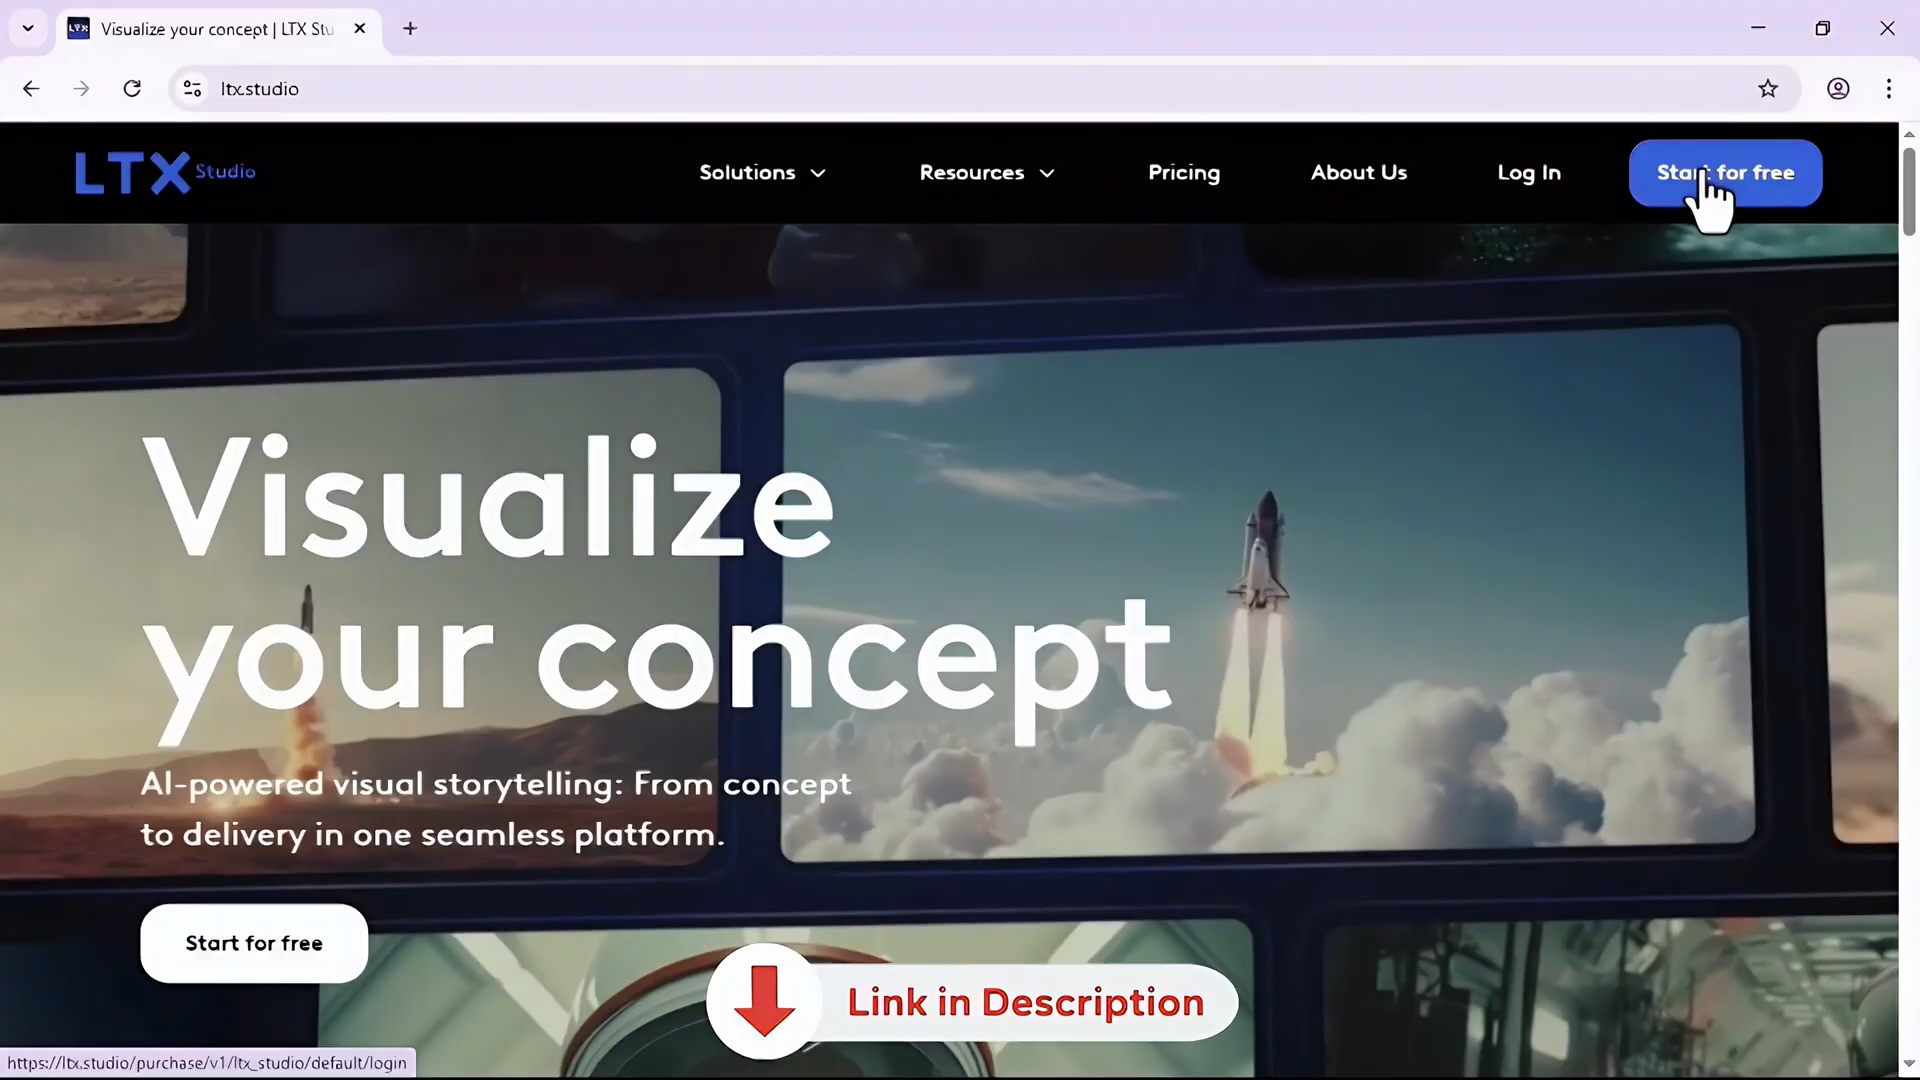 LTX
Visualize your concept | LTX Stu
ltx.studio
LTX Studio
Solutions
Resources
Pricing
About Us
Log In
Start for free
Visualize
your concept
AI-powered visual storytelling: From concept
to delivery in one seamless platform.
Start for free
Link in Description
https://ltx.studio/purchase/v1/ltx_studio/default/login